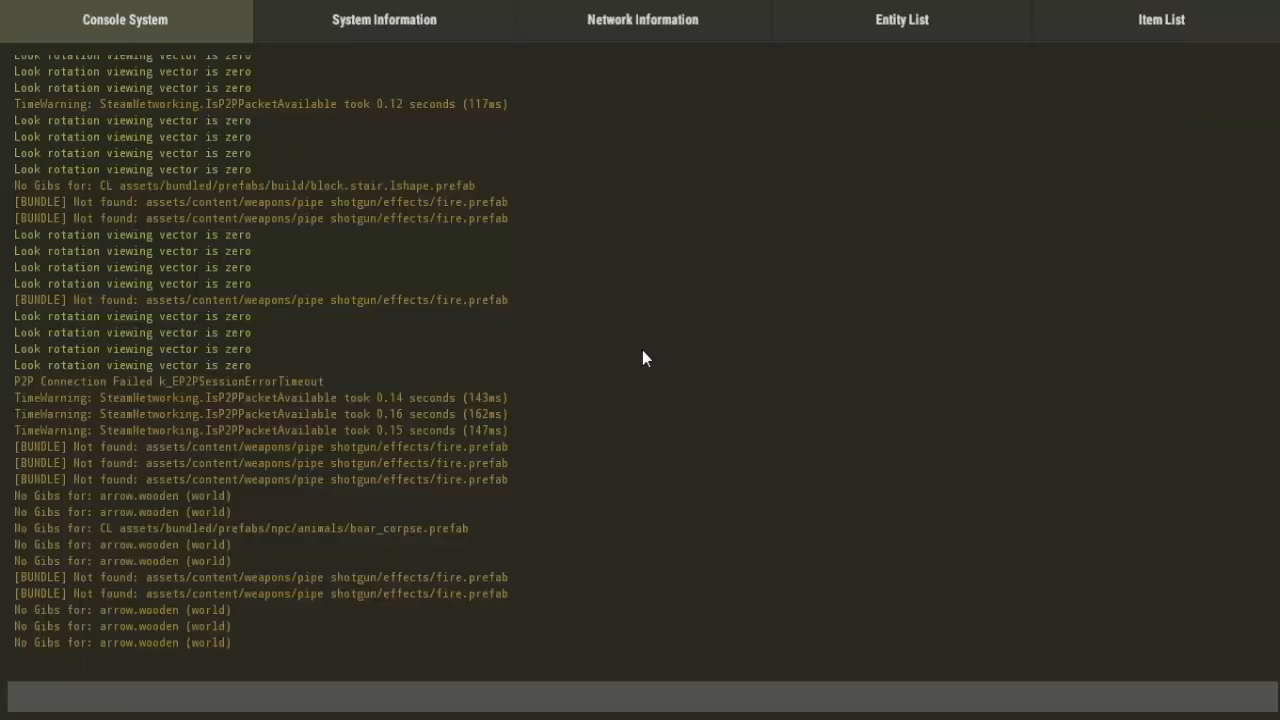 Console System
System Information
Network Information
Entity List
Item List
Look rotation viewing vector is zero
Look rotation viewing vector is zero
Look rotation viewing vector is zero
TimeWarning: SteamNetworking.IsP2PPacketAvailable took 0.12 seconds (117ms)
Look rotation viewing vector is zero
Look rotation viewing vector is zero
Look rotation viewing vector is zero
Look rotation viewing vector is zero
No Gibs for: CL assets/bundled/prefabs/build/block.stair.lshape.prefab
[BUNDLE] Not found: assets/content/weapons/pipe shotgun/effects/fire.prefab
[BUNDLE] Not found: assets/content/weapons/pipe shotgun/effects/fire.prefab
Look rotation viewing vector is zero
Look rotation viewing vector is zero
Look rotation viewing vector is zero
Look rotation viewing vector is zero
[BUNDLE] Not found: assets/content/weapons/pipe shotgun/effects/fire.prefab
Look rotation viewing vector is zero
Look rotation viewing vector is zero
Look rotation viewing vector is zero
Look rotation viewing vector is zero
P2P Connection Failed k_EP2PSessionErrorTimeout
TimeWarning: SteamNetworking.IsP2PPacketAvailable took 0.14 seconds (143ms)
TimeWarning: SteamNetworking.IsP2PPacketAvailable took 0.16 seconds (162ms)
TimeWarning: SteamNetworking.IsP2PPacketAvailable took 0.15 seconds (147ms)
[BUNDLE] Not found: assets/content/weapons/pipe shotgun/effects/fire.prefab
[BUNDLE] Not found: assets/content/weapons/pipe shotgun/effects/fire.prefab
[BUNDLE] Not found: assets/content/weapons/pipe shotgun/effects/fire.prefab
No Gibs for: arrow.wooden (world)
No Gibs for: arrow.wooden (world)
No Gibs for: CL assets/bundled/prefabs/npc/animals/boar_corpse.prefab
No Gibs for: arrow.wooden (world)
No Gibs for: arrow.wooden (world)
[BUNDLE] Not found: assets/content/weapons/pipe shotgun/effects/fire.prefab
[BUNDLE] Not found: assets/content/weapons/pipe shotgun/effects/fire.prefab
No Gibs for: arrow.wooden (world)
No Gibs for: arrow.wooden (world)
No Gibs for: arrow.wooden (world)